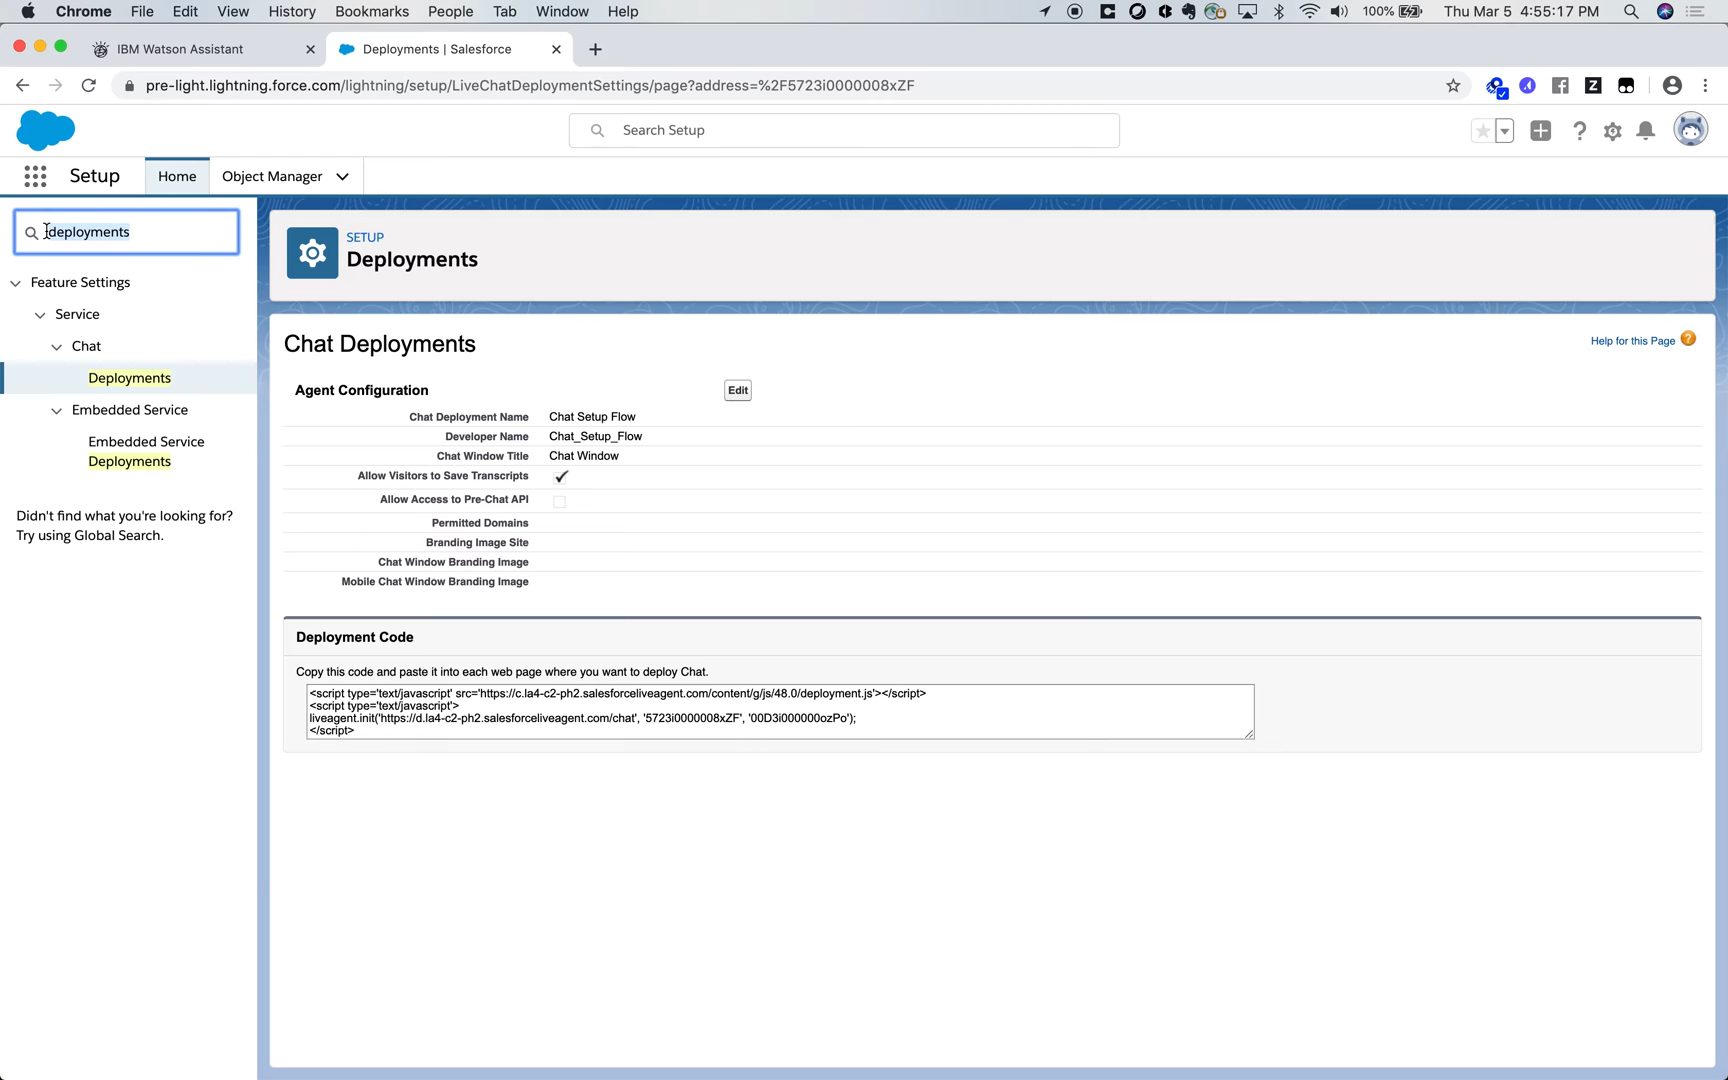 Chrome File Edit View History Bookmarks People Tab Window Help
100% Thu Mar 5 4:55:17 PM
IBM Watson Assistant
Deployments | Salesforce
pre-light.lightning.force.com/lightning/setup/LiveChatDeploymentSettings/page?address=%2F5723i0000008xZF
Search Setup
Setup Home Object Manager
deployments
Feature Settings
Service
Chat
Deployments
Embedded Service
Embedded Service
Deployments
Didn't find what you're looking for?
Try using Global Search.
SETUP
Deployments
Chat Deployments
Help for this Page
Agent Configuration Edit
Chat Deployment Name Chat Setup Flow
Developer Name Chat_Setup_Flow
Chat Window Title Chat Window
Allow Visitors to Save Transcripts
Allow Access to Pre-Chat API
Permitted Domains
Branding Image Site
Chat Window Branding Image
Mobile Chat Window Branding Image
Deployment Code
Copy this code and paste it into each web page where you want to deploy Chat.
<script type='text/javascript' src='https://c.la4-c2-ph2.salesforceliveagent.com/content/g/js/48.0/deployment.js'></script>
<script type='text/javascript'>
liveagent.init('https://d.la4-c2-ph2.salesforceliveagent.com/chat', '5723i0000008xZF', '00D3i000000ozPo');
</script>